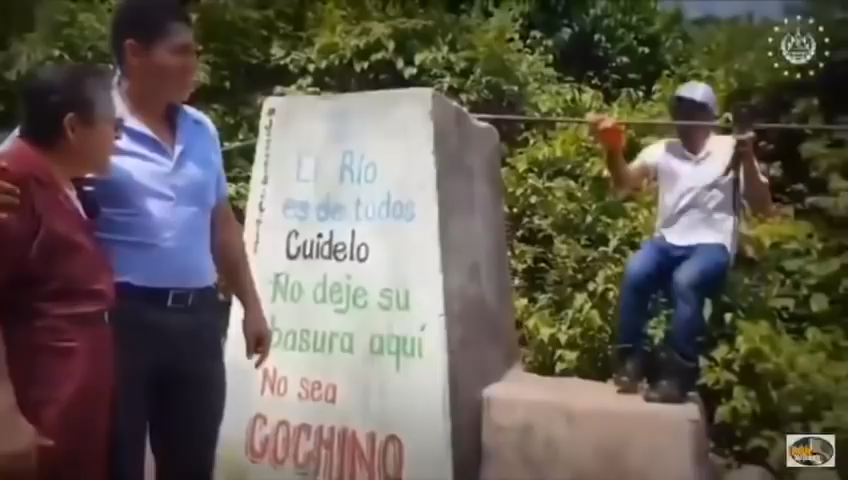 El Río
es de todos
Cuidelo
No deje su
basura aquí
No sea
COCHINO